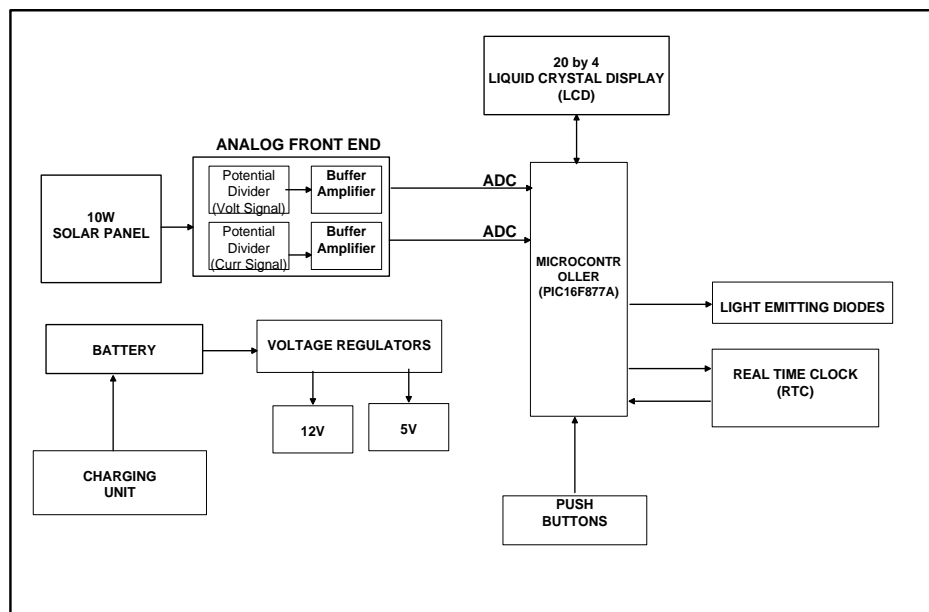 20 by 4
LIQUID CRYSTAL DISPLAY
(LCD)
ANALOG FRONT END
Potential
Divider
(Volt Signal)
Buffer
Amplifier
ADC
10W
SOLAR PANEL
Potential
Divider
(Curr Signal)
Buffer
Amplifier
ADC
MICROCONTR
OLLER
(PIC16F877A)
LIGHT EMITTING DIODES
BATTERY
VOLTAGE REGULATORS
REAL TIME CLOCK
(RTC)
12V
5V
CHARGING
UNIT
PUSH
BUTTONS